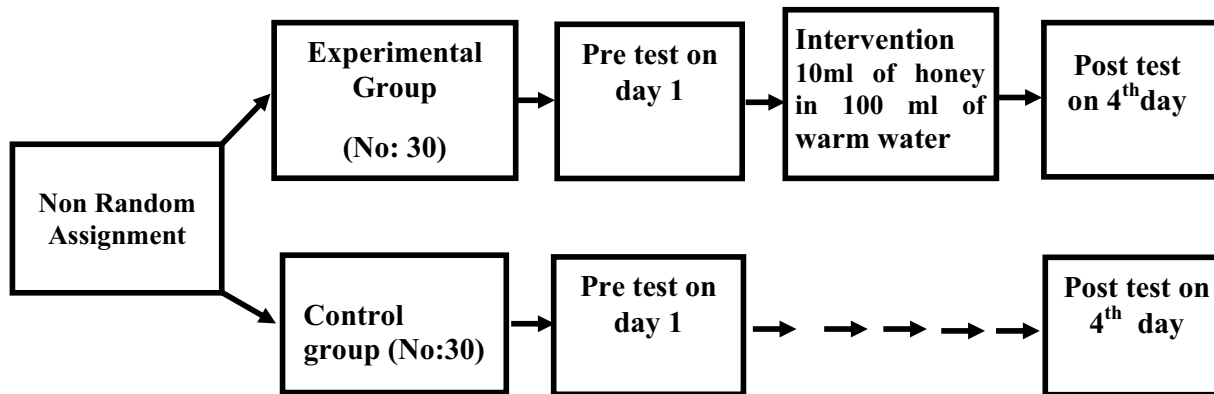 Experimental
Group
(No: 30)
Pre test on
day 1
Intervention
10ml of honey
in 100 ml of
warm water
Post test
on 4th day
Non Random
Assignment
Control
group (No:30)
Pre test on
day 1
Post test on
4th day